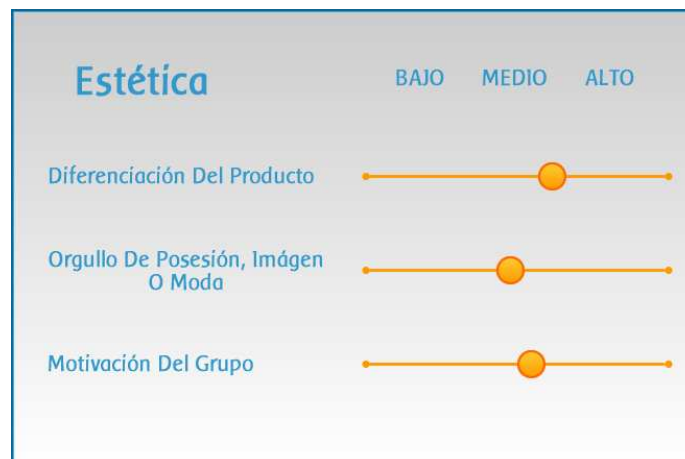 Estética
BAJO MEDIO ALTO
Diferenciación Del Producto
Orgullo De Posesión, Imágen
O Moda
Motivación Del Grupo